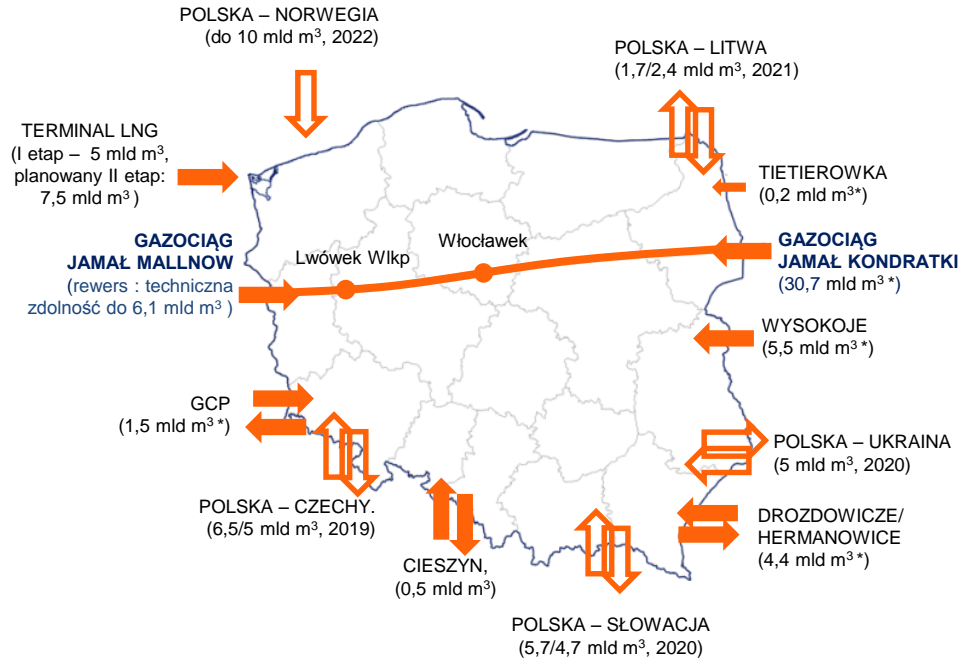 POLSKA – NORWEGIA
(do 10 mld m³, 2022)
POLSKA – LITWA
(1,7/2,4 mld m³, 2021)
TERMINAL LNG
(I etap – 5 mld m³,
planowany II etap:
7,5 mld m³ )
TIETIEROWKA
(0,2 mld m³*)
GAZOCIĄG
JAMAŁ MALLNOW
(rewers : techniczna
zdolność do 6,1 mld m³ )
Lwówek Wlkp
Włocławek
GAZOCIĄG
JAMAŁ KONDRATKI
(30,7 mld m³ *)
WYSOKOJE
(5,5 mld m³ *)
GCP
(1,5 mld m³ *)
POLSKA – UKRAINA
(5 mld m³, 2020)
POLSKA – CZECHY.
(6,5/5 mld m³, 2019)
CIESZYN,
(0,5 mld m³)
DROZDOWICZE/
HERMANOWICE
(4,4 mld m³ *)
POLSKA – SŁOWACJA
(5,7/4,7 mld m³, 2020)